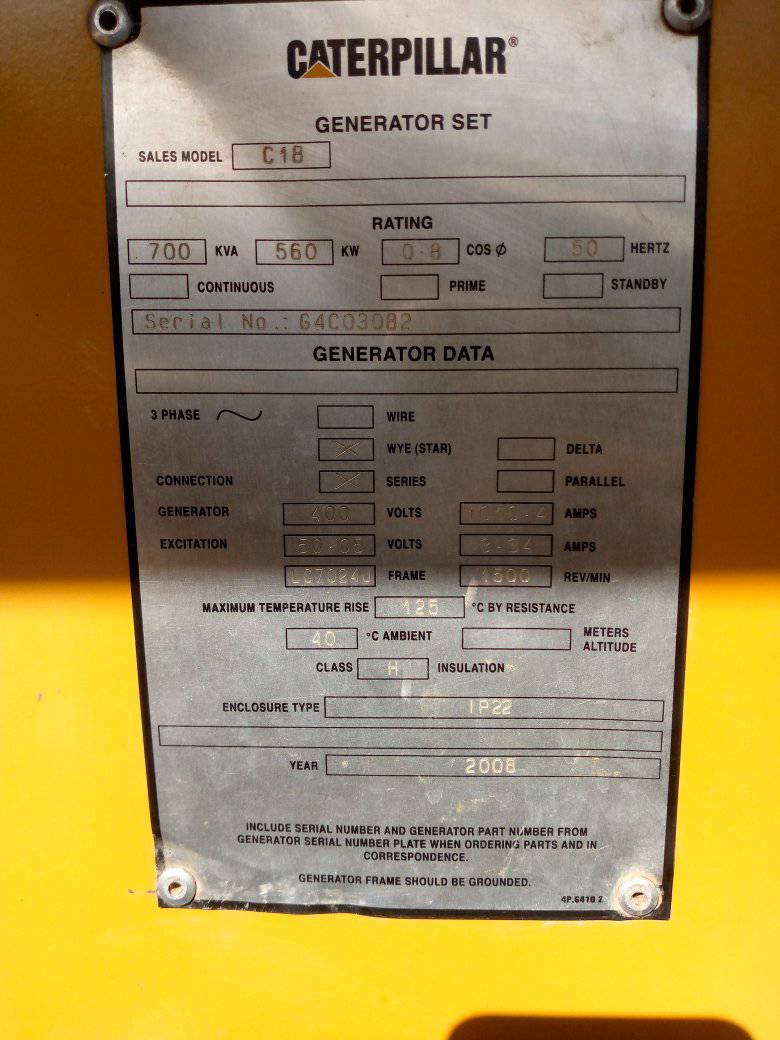 CATERPILLAR®
GENERATOR SET
SALES MODEL C18
RATING
700 KVA 560 KW 0.8 COS Ø 50 HERTZ
CONTINUOUS PRIME STANDBY
Serial No.: G4C03082
GENERATOR DATA
3 PHASE WIRE
WYE (STAR) DELTA
CONNECTION SERIES PARALLEL
GENERATOR 400 VOLTS 1010.4 AMPS
EXCITATION VOLTS AMPS
FRAME 1500 REV/MIN
MAXIMUM TEMPERATURE RISE 125 °C BY RESISTANCE
40 °C AMBIENT METERS ALTITUDE
CLASS H INSULATION
ENCLOSURE TYPE IP22
YEAR 2008
INCLUDE SERIAL NUMBER AND GENERATOR PART NUMBER FROM
GENERATOR SERIAL NUMBER PLATE WHEN ORDERING PARTS AND IN
CORRESPONDENCE.
GENERATOR FRAME SHOULD BE GROUNDED.